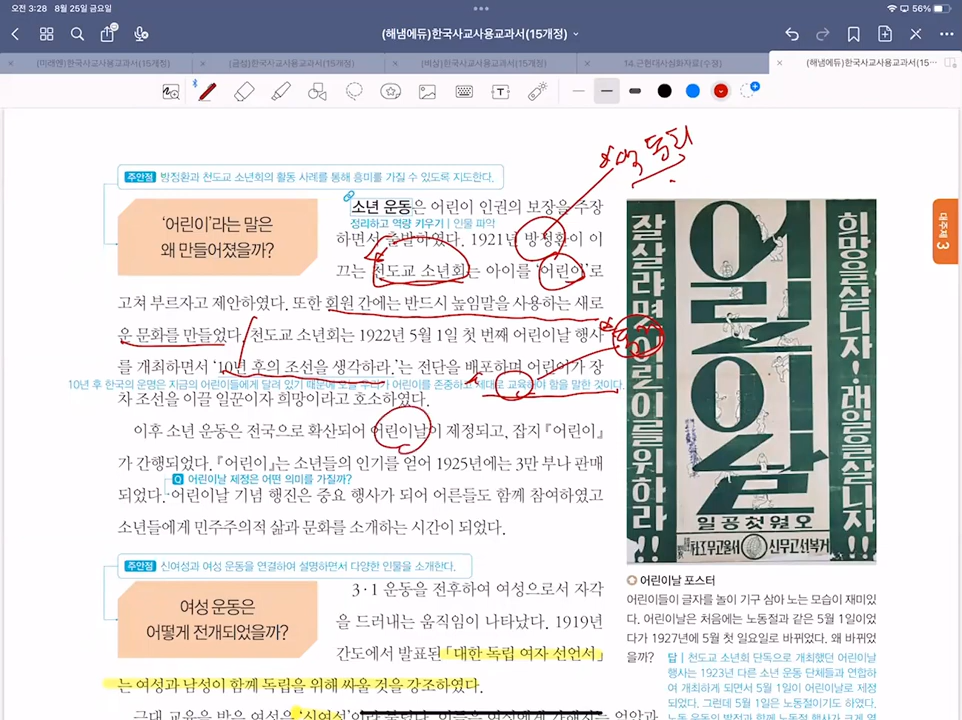 오전 3:28 8월 25일 금요일
56%
(해냄에듀)한국사교사용교과서(15개정)
(미래엔)한국사교사용교과서(15개정)
(금성)한국사교사용교과서(15개정)
(비상)한국사교사용교과서(15개정)
14.근현대사심화자료(수정)
(해냄에듀)한국사교사용교과서(15···
주안점 방정환과 천도교 소년회의 활동 사례를 통해 흥미를 가질 수 있도록 지도한다.
'어린이'라는 말은
왜 만들어졌을까?
소년 운동은 어린이 인권의 보장을 주장
정리하고 역량 키우기 | 인물 파악
하면서 출발하였다. 1921년 방정환이 이
끄는 천도교 소년회는 아이를 '어린이'로
고쳐 부르자고 제안하였다. 또한 회원 간에는 반드시 높임말을 사용하는 새로
운 문화를 만들었다. 천도교 소년회는 1922년 5월 1일 첫 번째 어린이날 행사
를 개최하면서 '10년 후의 조선을 생각하라.'는 전단을 배포하며 어린이가 장
10년 후 한국의 운명은 지금의 어린이들에게 달려 있기 때문에 오늘 우리가 어린이를 존중하고 제대로 교육해야 함을 말한 것이다.
차 조선을 이끌 일꾼이자 희망이라고 호소하였다.
이후 소년 운동은 전국으로 확산되어 어린이날이 제정되고, 잡지 『어린이』
가 간행되었다. 『어린이』는 소년들의 인기를 얻어 1925년에는 3만 부나 판매
Q 어린이날 제정은 어떤 의미를 가질까?
되었다. 어린이날 기념 행진은 중요 행사가 되어 어른들도 함께 참여하였고
소년들에게 민주주의적 삶과 문화를 소개하는 시간이 되었다.
주안점 신여성과 여성 운동을 연결하여 설명하면서 다양한 인물을 소개한다.
여성 운동은
어떻게 전개되었을까?
3·1 운동을 전후하여 여성으로서 자각
을 드러내는 움직임이 나타났다. 1919년
간도에서 발표된 「대한 독립 여자 선언서」
는 여성과 남성이 함께 독립을 위해 싸울 것을 강조하였다.
대주제 3
희망을살니자!래일을살니자!!
어린이날
잘살랴면어린이를위하라!!
오월첫공일
어린이날 포스터
어린이들이 글자를 놀이 기구 삼아 노는 모습이 재미있
다. 어린이날은 처음에는 노동절과 같은 5월 1일이었
다가 1927년에 5월 첫 일요일로 바뀌었다. 왜 바뀌었
을까?
답 | 천도교 소년회 단독으로 개최했던 어린이날
행사는 1923년 다른 소년 운동 단체들과 연합하
여 개최하게 되면서 5월 1일이 어린이날로 제정
되었다. 그런데 5월 1일은 노동절이기도 하였다.